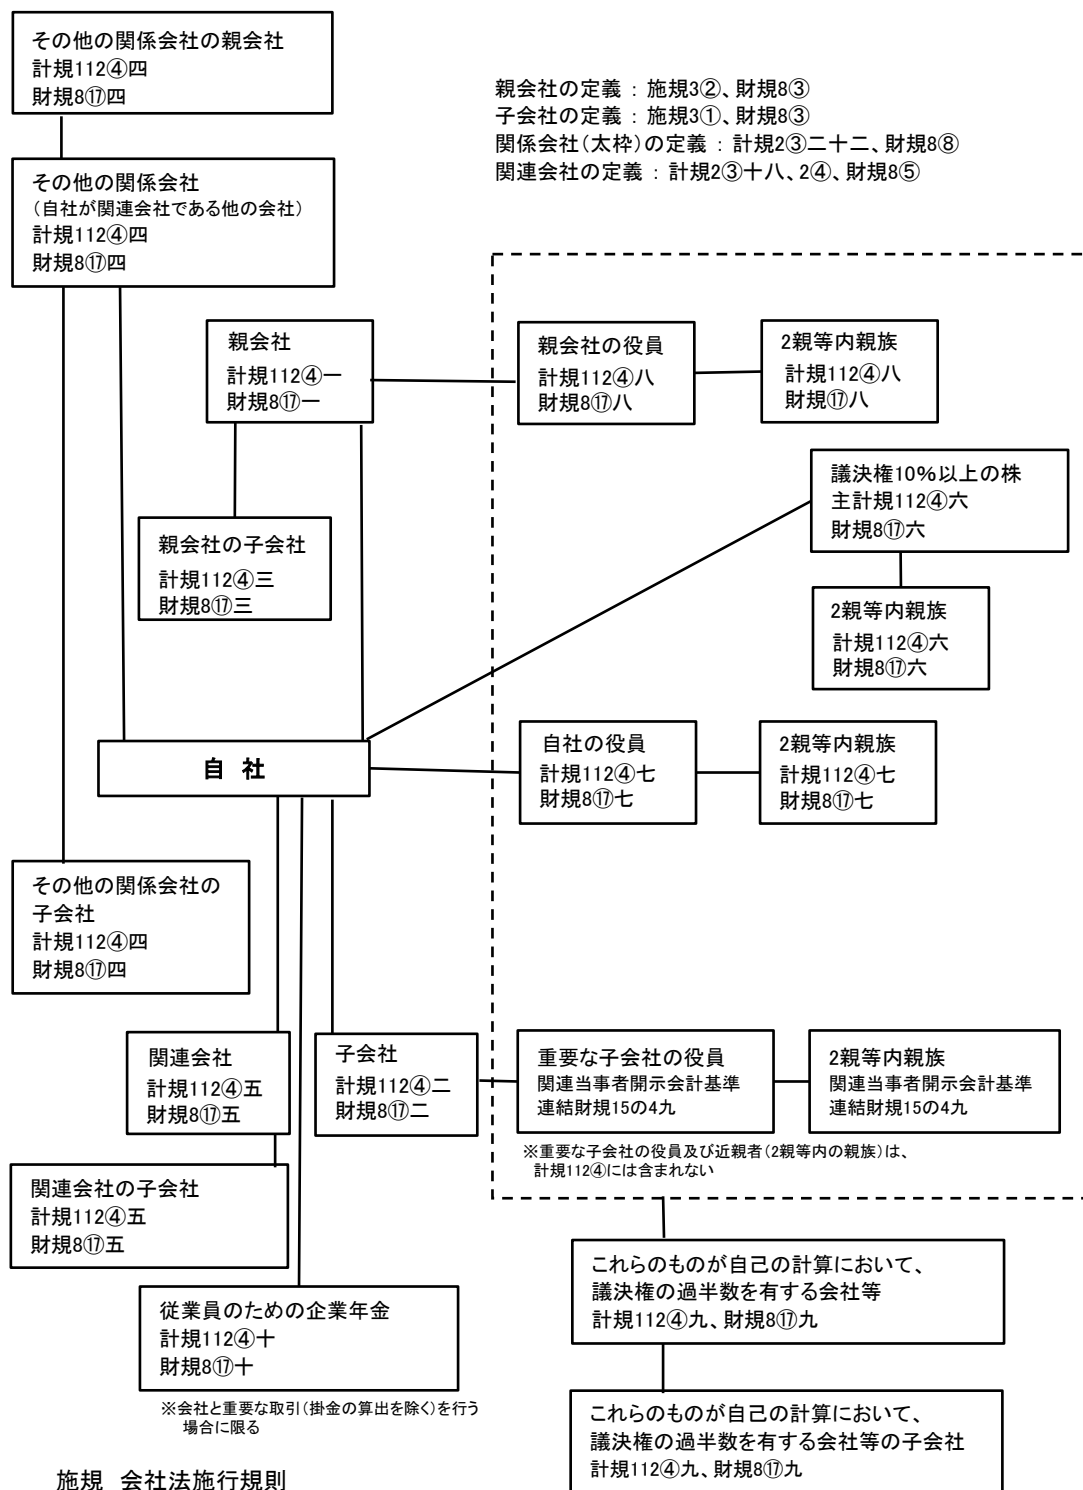 その他の関係会社の親会社
計規112④四
財規8⑰四
親会社の定義 : 施規3②、財規8③
子会社の定義 : 施規3①、財規8③
関係会社(太枠)の定義 : 計規2③二十二、財規8⑧
関連会社の定義 : 計規2③十八、2④、財規8⑤
その他の関係会社
(自社が関連会社である他の会社)
計規112④四
財規8⑰四
親会社
計規112④一
財規8⑰一
親会社の役員
計規112④八
財規8⑰八
2親等内親族
計規112④八
財規⑰八
議決権10%以上の株
主計規112④六
財規8⑰六
親会社の子会社
計規112④三
財規8⑰三
2親等内親族
計規112④六
財規8⑰六
自 社
自社の役員
計規112④七
財規8⑰七
2親等内親族
計規112④七
財規8⑰七
その他の関係会社の
子会社
計規112④四
財規8⑰四
関連会社
計規112④五
財規8⑰五
子会社
計規112④二
財規8⑰二
重要な子会社の役員
関連当事者開示会計基準
連結財規15の4九
2親等内親族
関連当事者開示会計基準
連結財規15の4九
※重要な子会社の役員及び近親者(2親等内の親族)は、
計規112④には含まれない
関連会社の子会社
計規112④五
財規8⑰五
これらのものが自己の計算において、
議決権の過半数を有する会社等
計規112④九、財規8⑰九
従業員のための企業年金
計規112④十
財規8⑰十
※会社と重要な取引(掛金の算出を除く)を行う
場合に限る
これらのものが自己の計算において、
議決権の過半数を有する会社等の子会社
計規112④九、財規8⑰九
施規 会社法施行規則